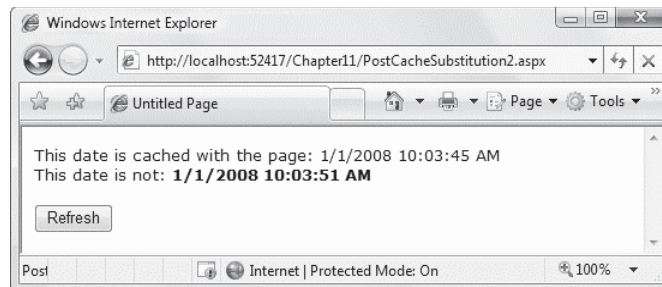 Windows Internet Explorer
http://localhost:52417/Chapter11/PostCacheSubstitution2.aspx
Untitled Page
Page
Tools
This date is cached with the page: 1/1/2008 10:03:45 AM
This date is not: 1/1/2008 10:03:51 AM
Refresh
Internet | Protected Mode: On
100%